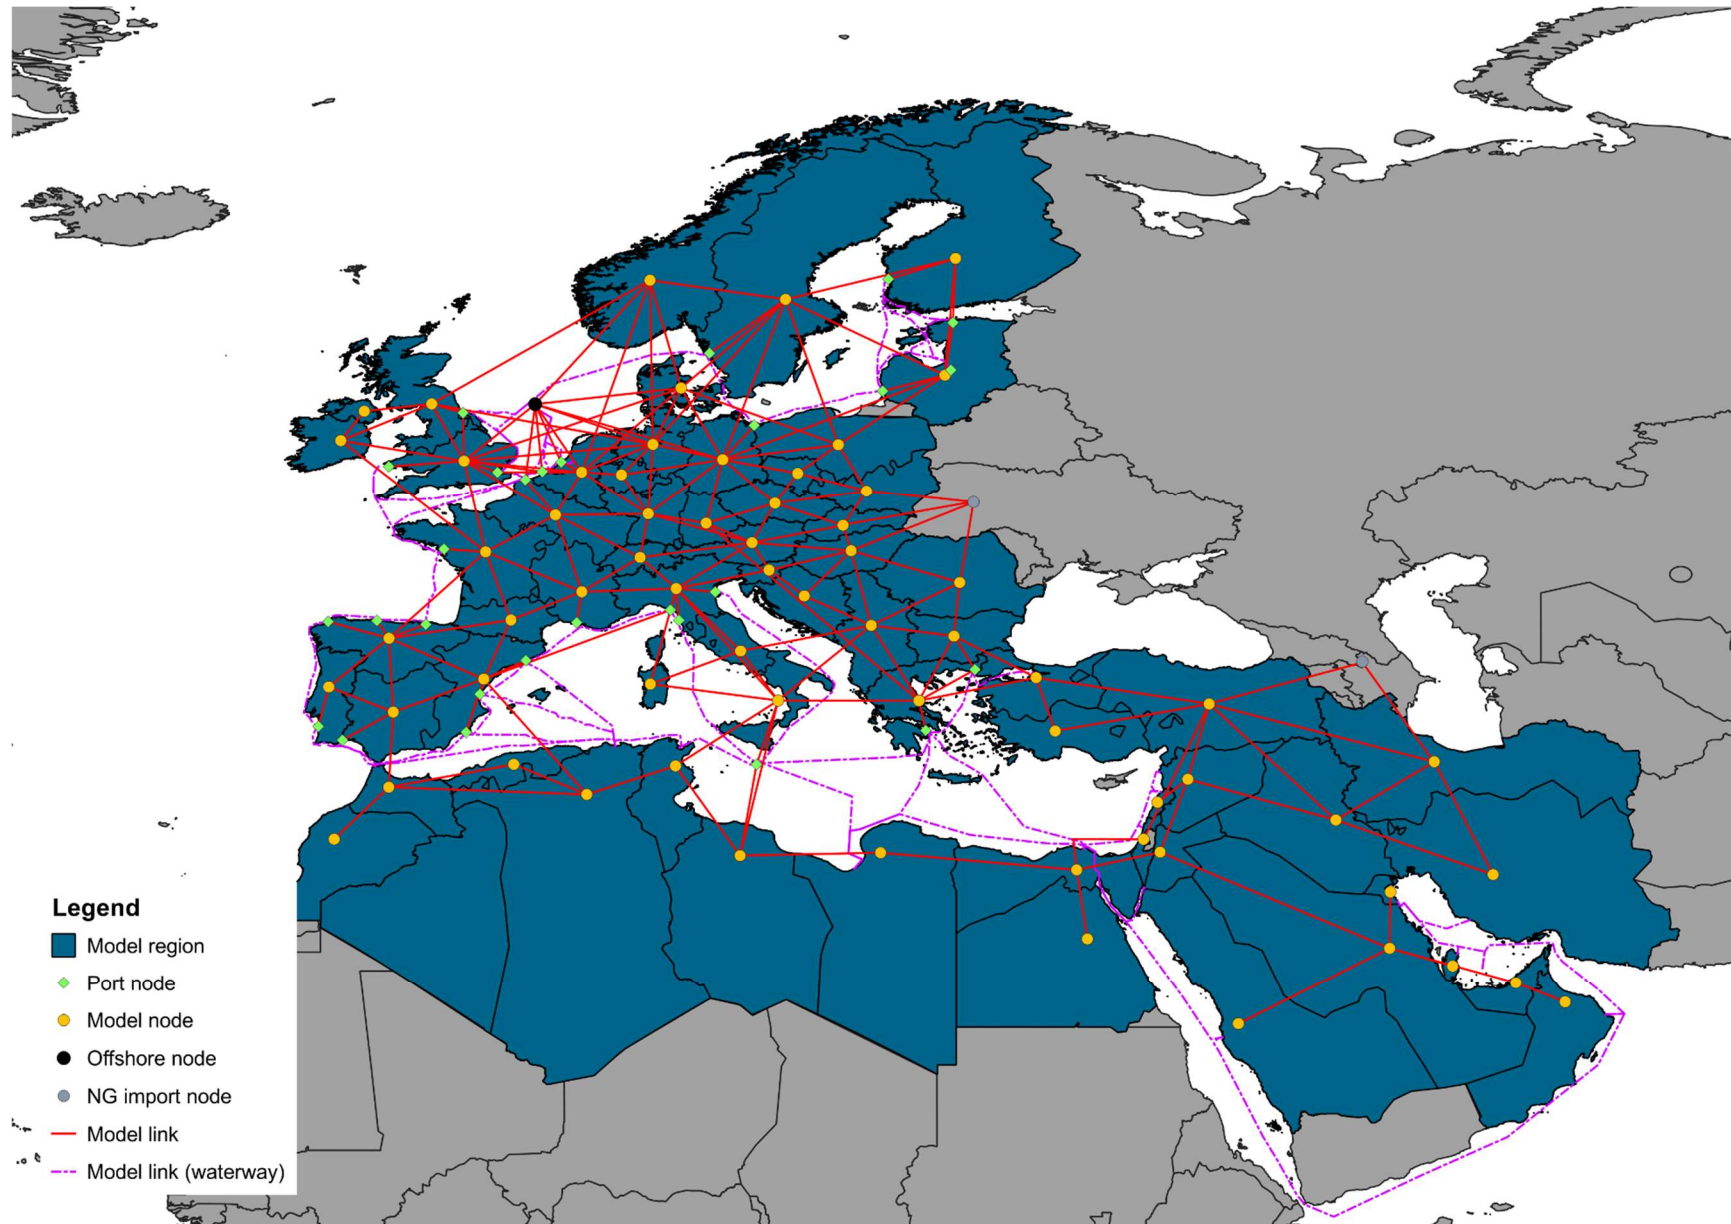 Legend
Model region
Port node
Model node
Offshore node
NG import node
Model link
Model link (waterway)